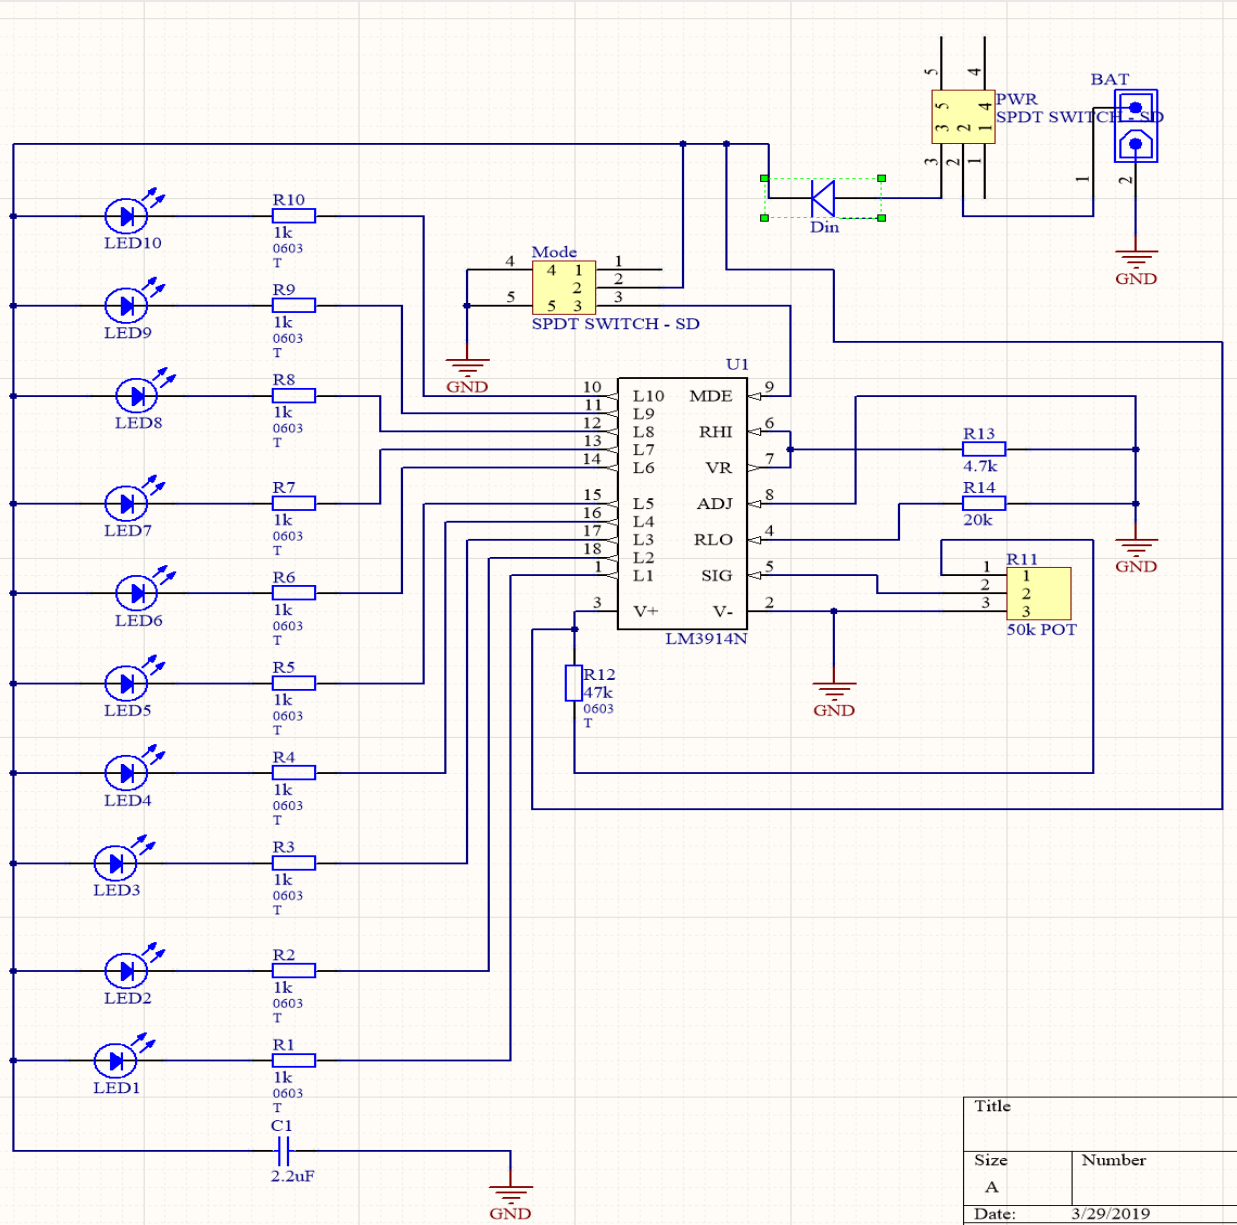 5 4
BAT
PWR
5 4
SPDT SWITCH - SD
3 2 1
3 2 1
1 2
Din
GND
R10
1k
0603
T
LED10
Mode
4 4 1 1
2 2
5 5 3 3
SPDT SWITCH - SD
GND
R9
1k
0603
T
LED9
R8
1k
0603
T
LED8
R7
1k
0603
T
LED7
R6
1k
0603
T
LED6
R5
1k
0603
T
LED5
R4
1k
0603
T
LED4
R3
1k
0603
T
LED3
R2
1k
0603
T
LED2
R1
1k
0603
T
LED1
C1
2.2uF
GND
U1
10 L10 MDE 9
11 L9
12 L8 RHI 6
13 L7
14 L6 VR 7
15 L5 ADJ 8
16 L4
17 L3 RLO 4
18 L2
1 L1 SIG 5
3 V+ V- 2
LM3914N
R12
47k
0603
T
GND
R13
4.7k
R14
20k
GND
R11
1 1
2 2
3 3
50k POT
Title
Size Number
A
Date: 3/29/2019